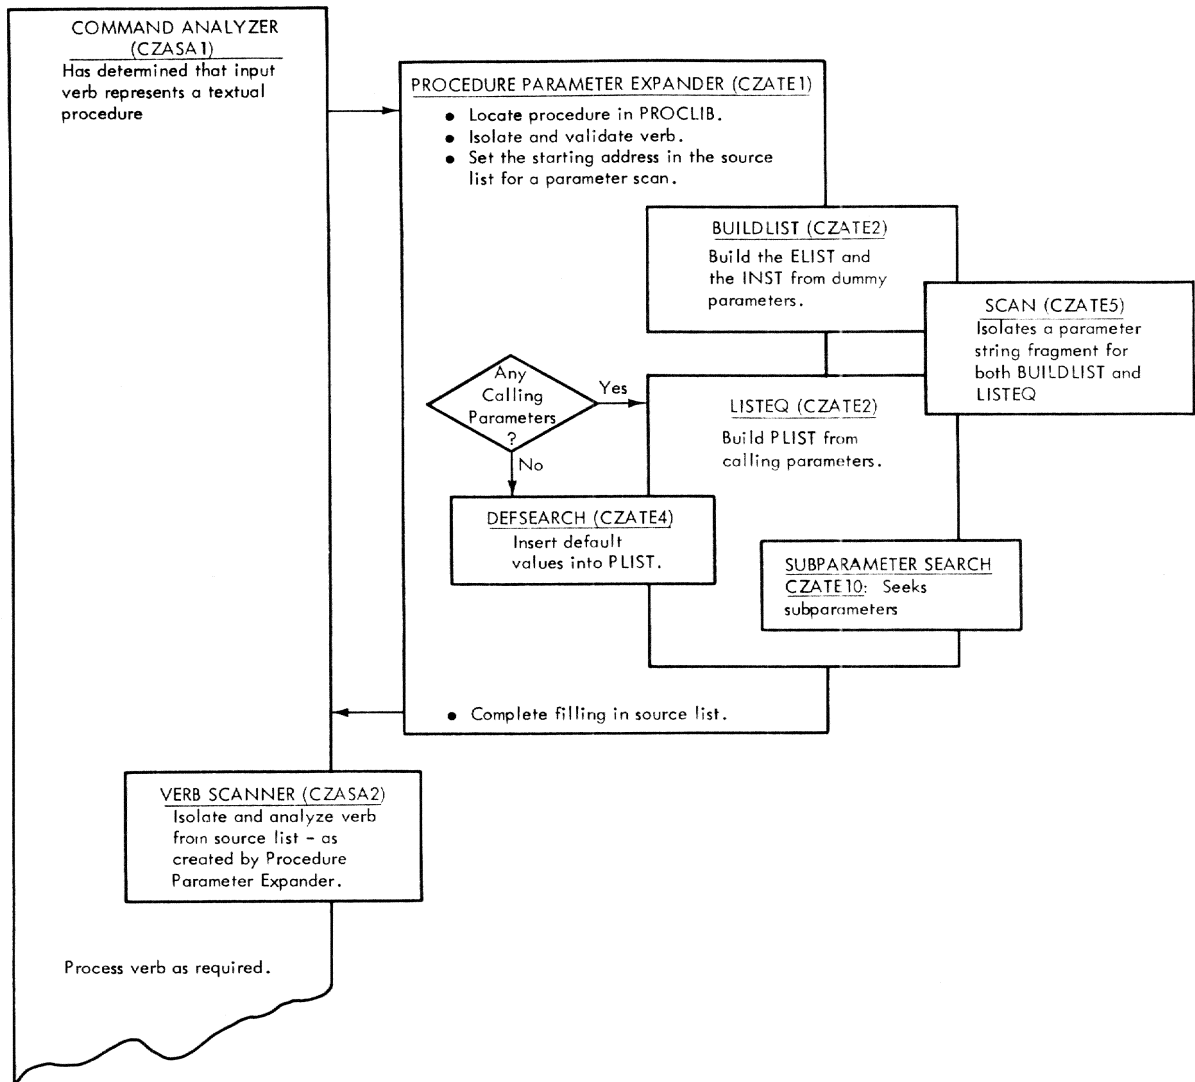 COMMAND ANALYZER
(CZASA1)
Has determined that input
verb represents a textual
procedure
PROCEDURE PARAMETER EXPANDER (CZATE1)
• Locate procedure in PROCLIB.
• Isolate and validate verb.
• Set the starting address in the source
list for a parameter scan.
BUILDLIST (CZATE2)
Build the ELIST and
the INST from dummy
parameters.
SCAN (CZATE5)
Isolates a parameter
string fragment for
both BUILDLIST and
LISTEQ
Any
Calling
Parameters
?
Yes
No
LISTEQ (CZATE2)
Build PLIST from
calling parameters.
DEFSEARCH (CZATE4)
Insert default
values into PLIST.
SUBPARAMETER SEARCH
CZATE10: Seeks
subparameters
• Complete filling in source list.
VERB SCANNER (CZASA2)
Isolate and analyze verb
from source list - as
created by Procedure
Parameter Expander.
Process verb as required.